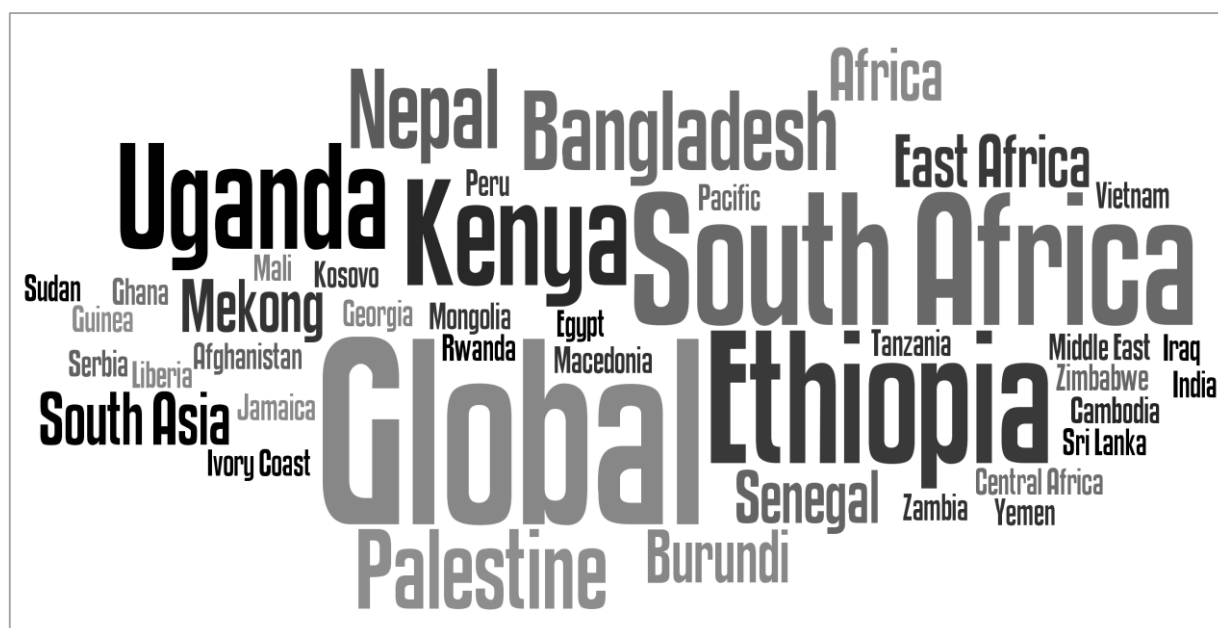 Africa
Nepal
Bangladesh
East Africa
Uganda
Peru
Kenya
Pacific
Vietnam
South Africa
Mali
Kosovo
Sudan
Ghana
Guinea
Mekong
Georgia
Mongolia
Egypt
Rwanda
Macedonia
Tanzania
Middle East
Iraq
Serbia
Liberia
Afghanistan
Global
Ethiopia
Zimbabwe
India
South Asia
Jamaica
Cambodia
Sri Lanka
Ivory Coast
Senegal
Central Africa
Zambia
Yemen
Palestine
Burundi